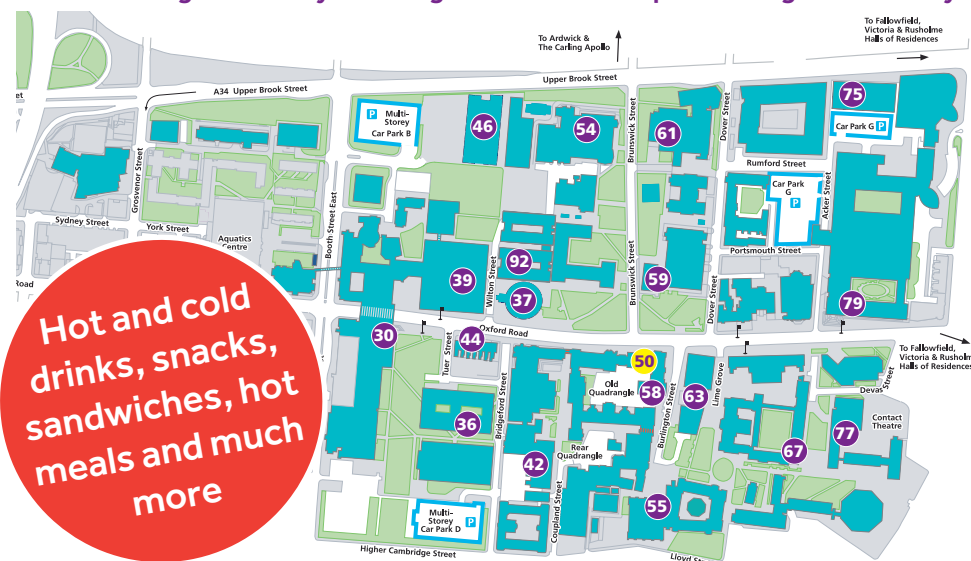 To Fallowfield,
Victoria & Rusholme
Halls of Residences
To Ardwick &
The Carling Apollo
Upper Brook Street
A34 Upper Brook Street
75
Multi-
Storey
Car Park B
P
46
54
61
Car Park G P
Brunswick Street
Dover Street
Rumford Street
Grosvenor Street
Car Park
G
P
Acker Street
Sydney Street
York Street
Booth Street East
Aquatics
Centre
Portsmouth Street
Road
39
Wilton Street
92
37
Brunswick Street
59
Dover Street
79
Hot and cold
drinks, snacks,
sandwiches, hot
meals and much
more
30
44
Oxford Road
Tuer Street
50
Old
Quadrangle
58
63
Lime Grove
To Fallowfield,
Victoria & Rusholme
Halls of Residences
Bridgeford Street
Burlington Street
Devas Street
36
Contact
Theatre
77
67
42
Rear
Quadrangle
Coupland Street
55
Multi-
Storey
Car Park D
P
Higher Cambridge Street